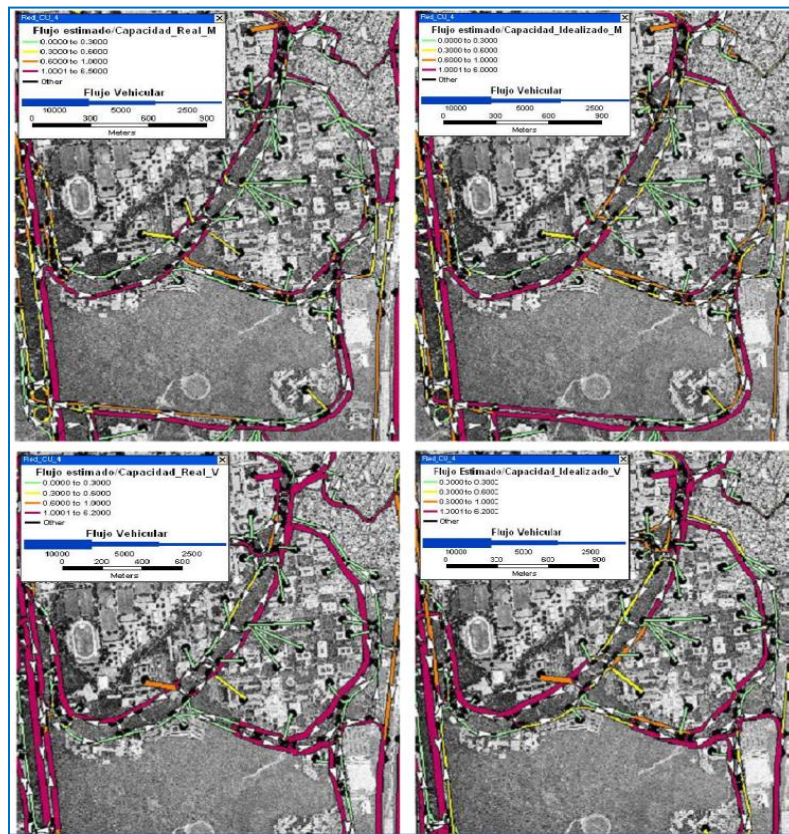 Red_CU_4
Flujo estimado/Capacidad_Real_M
0.0000 to 0.3000
0.3000 to 0.6000
0.6000 to 1.0000
1.0001 to 6.5000
Other
Flujo Vehicular
10000 5000 2500
0 300 600 900
Meters
Red_CU_4
Flujo estimado/Capacidad_Idealizado_M
0.0000 to 0.3000
0.3000 to 0.6000
0.6000 to 1.0000
1.0001 to 6.0000
Other
Flujo Vehicular
10000 5000 2500
0 300 600 900
Meters
Red_CU_4
Flujo estimado/Capacidad_Real_V
0.0000 to 0.3000
0.3000 to 0.6000
0.6000 to 1.0000
1.0001 to 6.2000
Other
Flujo Vehicular
10000 5000 2500
0 200 400 600
Meters
Red_CU_4
Flujo Estimado/Capacidad_Idealizado_V
Other
Flujo Vehicular
10000 5000 2500
0 300 600 900
Meters